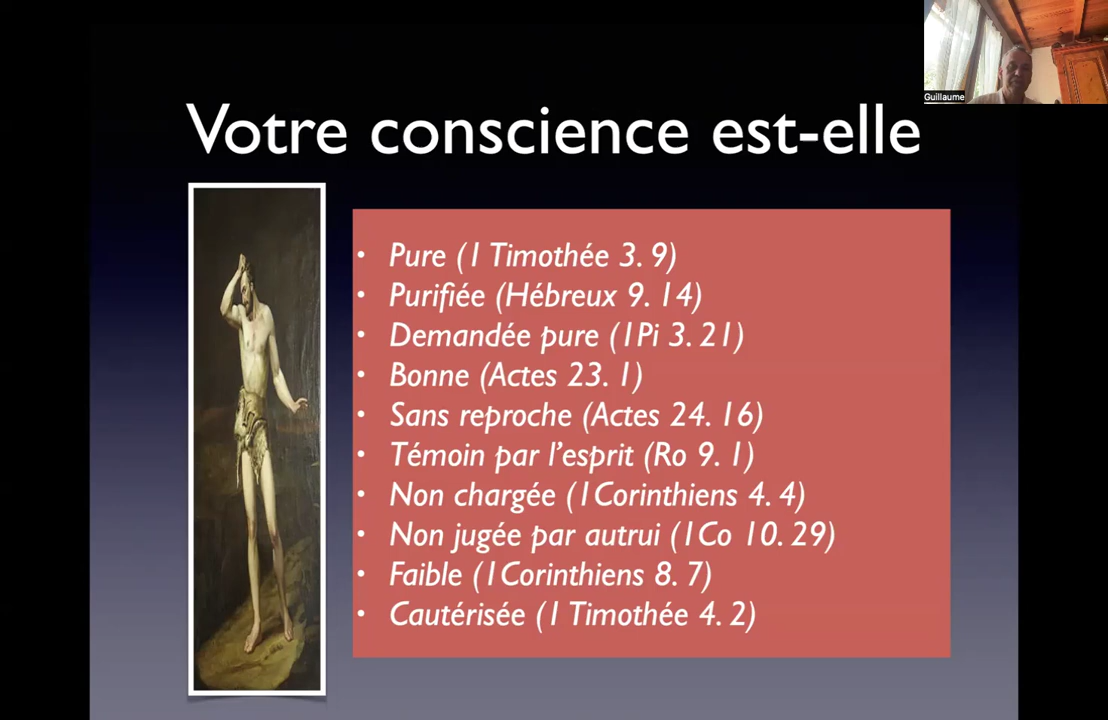 Guillaume
Votre conscience est-elle
• Pure (1 Timothée 3. 9)
• Purifiée (Hébreux 9. 14)
• Demandée pure (1Pi 3. 21)
• Bonne (Actes 23. 1)
• Sans reproche (Actes 24. 16)
• Témoin par l’esprit (Ro 9. 1)
• Non chargée (1Corinthiens 4. 4)
• Non jugée par autrui (1Co 10. 29)
• Faible (1Corinthiens 8. 7)
• Cautérisée (1 Timothée 4. 2)